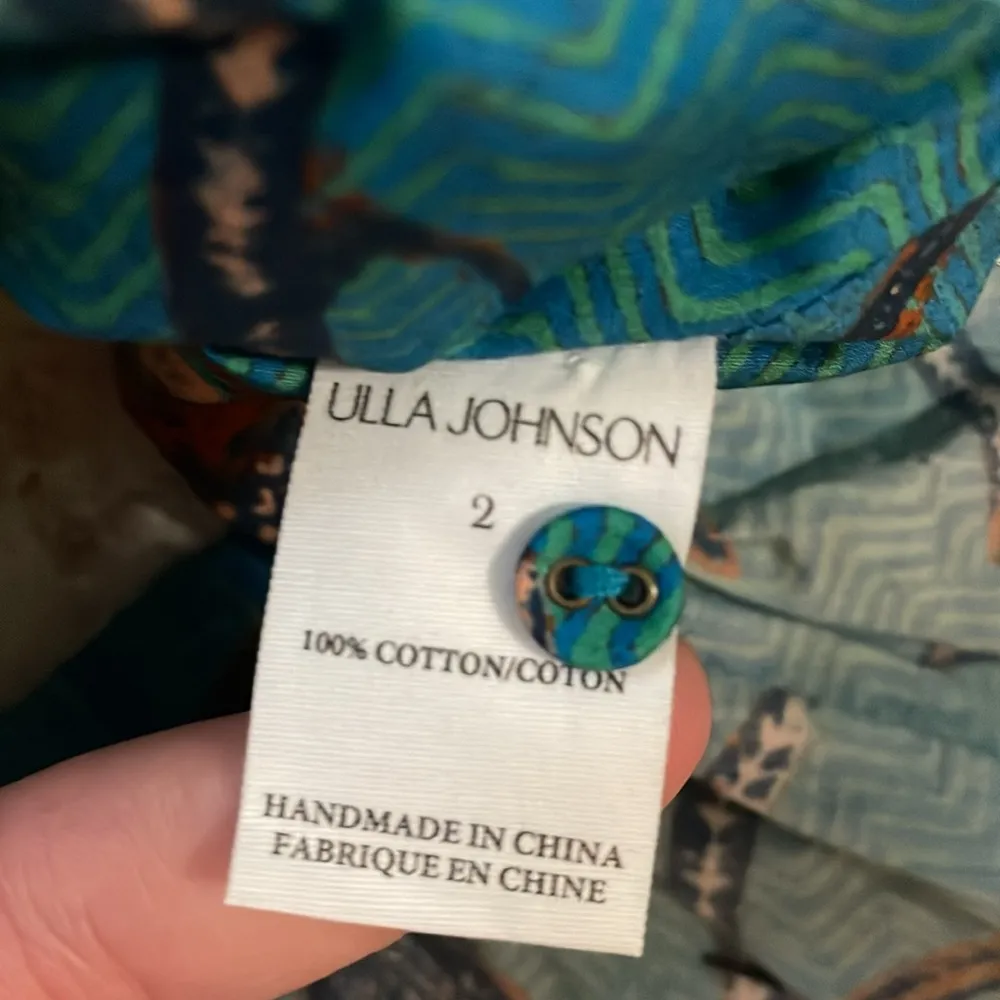 ULLA JOHNSON
2
100% COTTON/COTON
HANDMADE IN CHINA
FABRIQUE EN CHINE